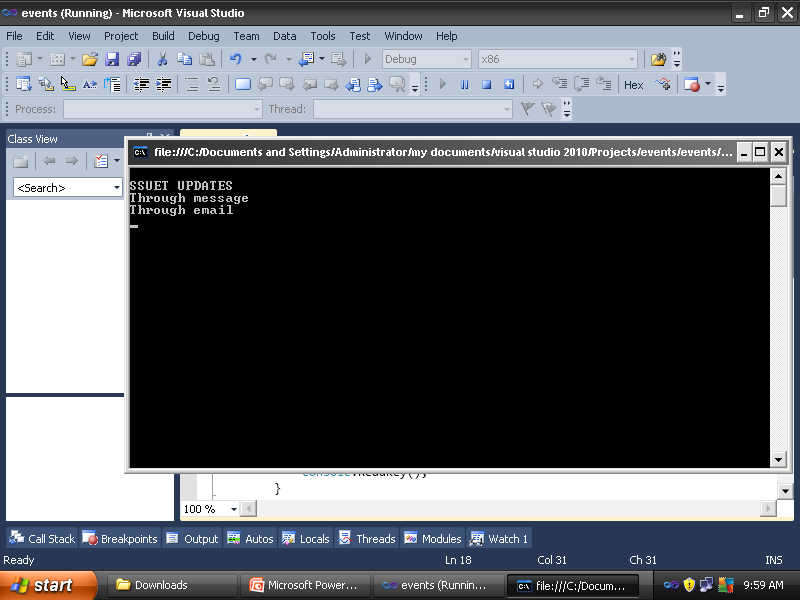 events (Running) - Microsoft Visual Studio
File Edit View Project Build Debug Team Data Tools Test Window Help
Debug x86
Hex
Process: Thread:
Class View
<Search>
file:///C:/Documents and Settings/Administrator/my documents/visual studio 2010/Projects/events/events/...
SSUET UPDATES
Through message
Through email
}
100 %
Call Stack Breakpoints Output Autos Locals Threads Modules Watch 1
Ready Ln 18 Col 31 Ch 31 INS
start Downloads Microsoft Power... events (Runnin... file:///C:/Docum... 9:59 AM